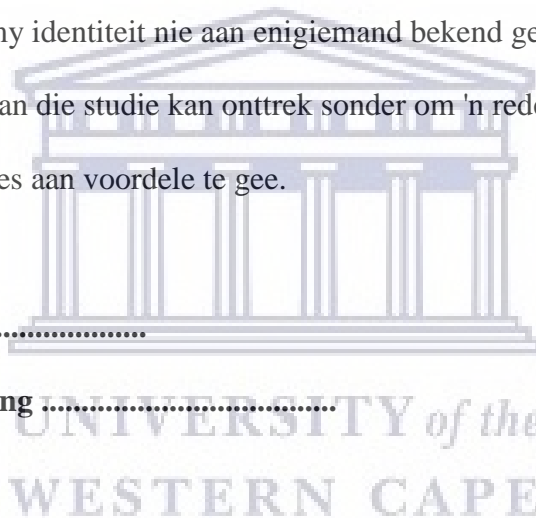 ny identiteit nie aan enigiemand bekend ge
an die studie kan onttrek sonder om 'n red
es aan voordele te gee.
....................
ng ....................................
UNIVERSITY of the
WESTERN CAPE